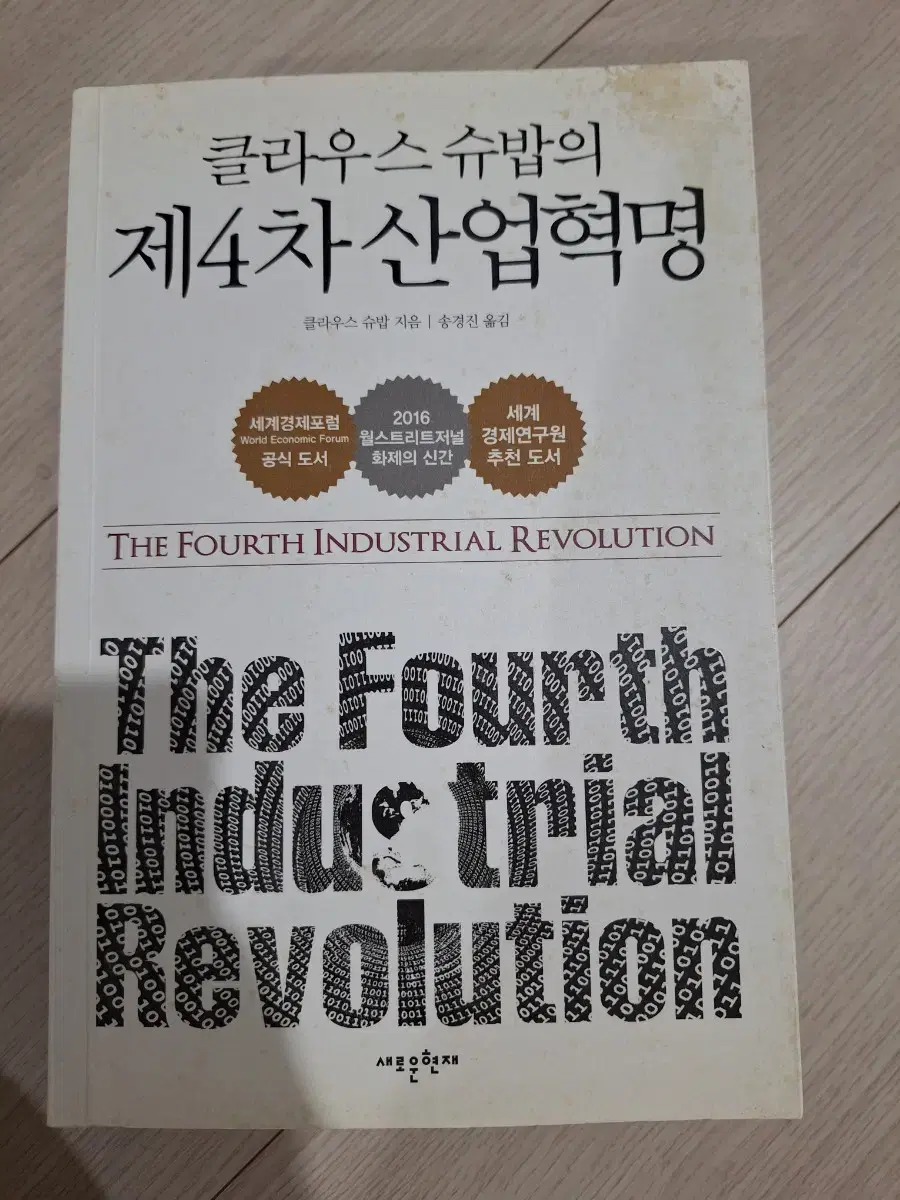 클라우스 슈밥의
제4차 산업혁명
클라우스 슈밥 지음 | 송경진 옮김
세계경제포럼
World Economic Forum
공식 도서
2016
월스트리트저널
화제의 신간
세계
경제연구원
추천 도서
THE FOURTH INDUSTRIAL REVOLUTION
The Fourth
Industrial
Revolution
새로운현재